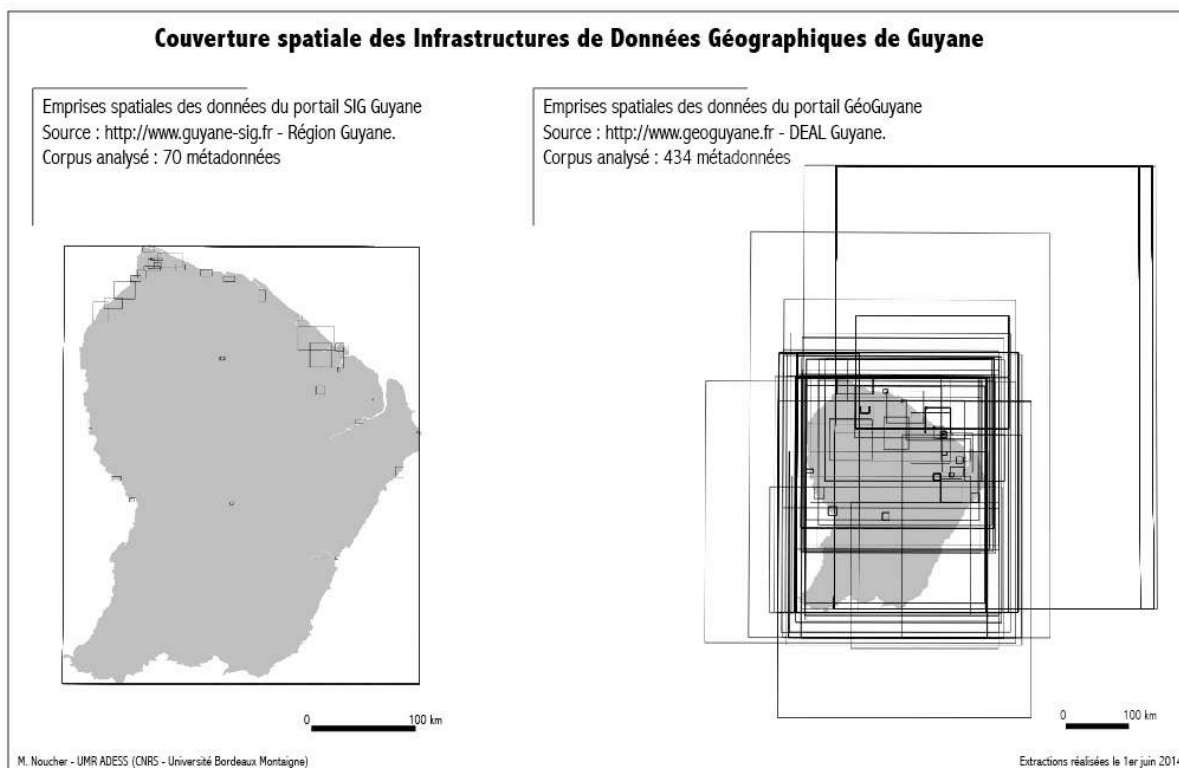 Couverture spatiale des Infrastructures de Données Géographiques de Guyane
Emprises spatiales des données du portail SIG Guyane
Source : http://www.guyane-sig.fr - Région Guyane.
Corpus analysé : 70 métadonnées
Emprises spatiales des données du portail GéoGuyane
Source : http://www.geoguyane.fr - DEAL Guyane.
Corpus analysé : 434 métadonnées
0 100 km
0 100 km
M. Noucher - UMR ADESS (CNRS - Université Bordeaux Montaigne)
Extractions réalisées le 1er juin 2014